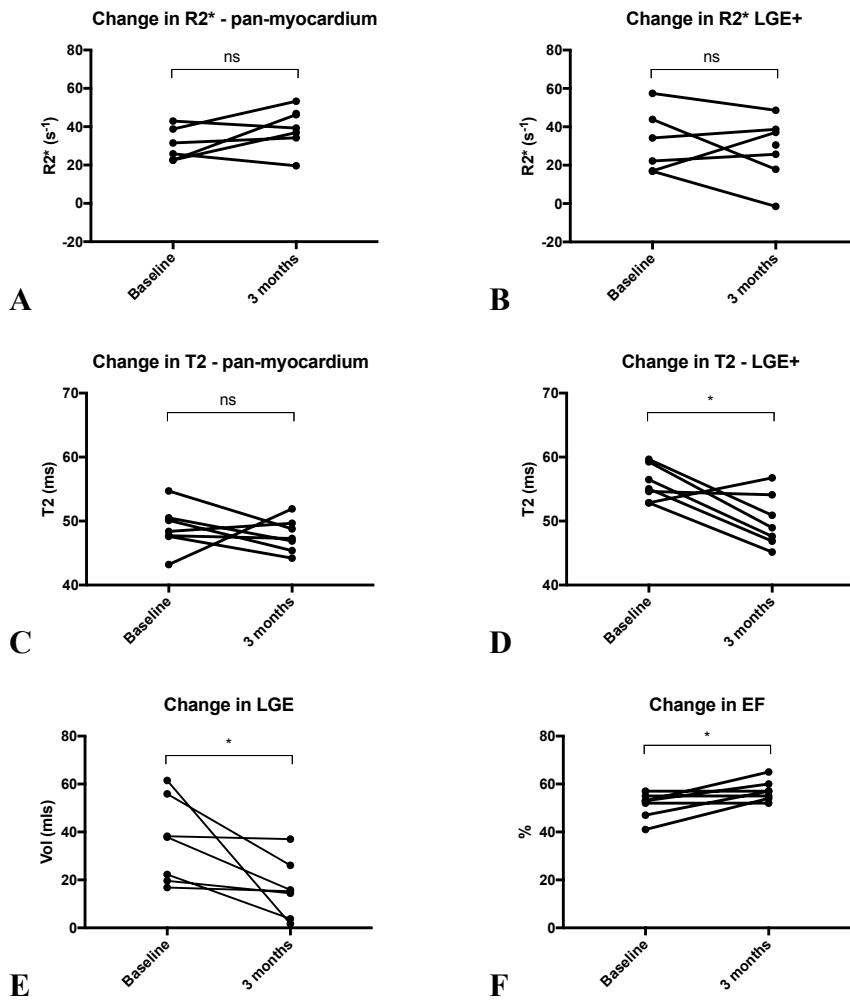 Change in R2* - pan-myocardium
ns
80
60
40
20
0
-20
R2* (s-1)
Baseline
3 months
A
Change in R2* LGE+
ns
80
60
40
20
0
-20
R2* (s-1)
Baseline
3 months
B
Change in T2 - pan-myocardium
ns
70
60
50
40
T2 (ms)
Baseline
3 months
C
Change in T2 - LGE+
*
70
60
50
40
T2 (ms)
Baseline
3 months
D
Change in LGE
*
80
60
40
20
0
Vol (mls)
Baseline
3 months
E
Change in EF
*
80
60
40
20
0
%
Baseline
3 months
F